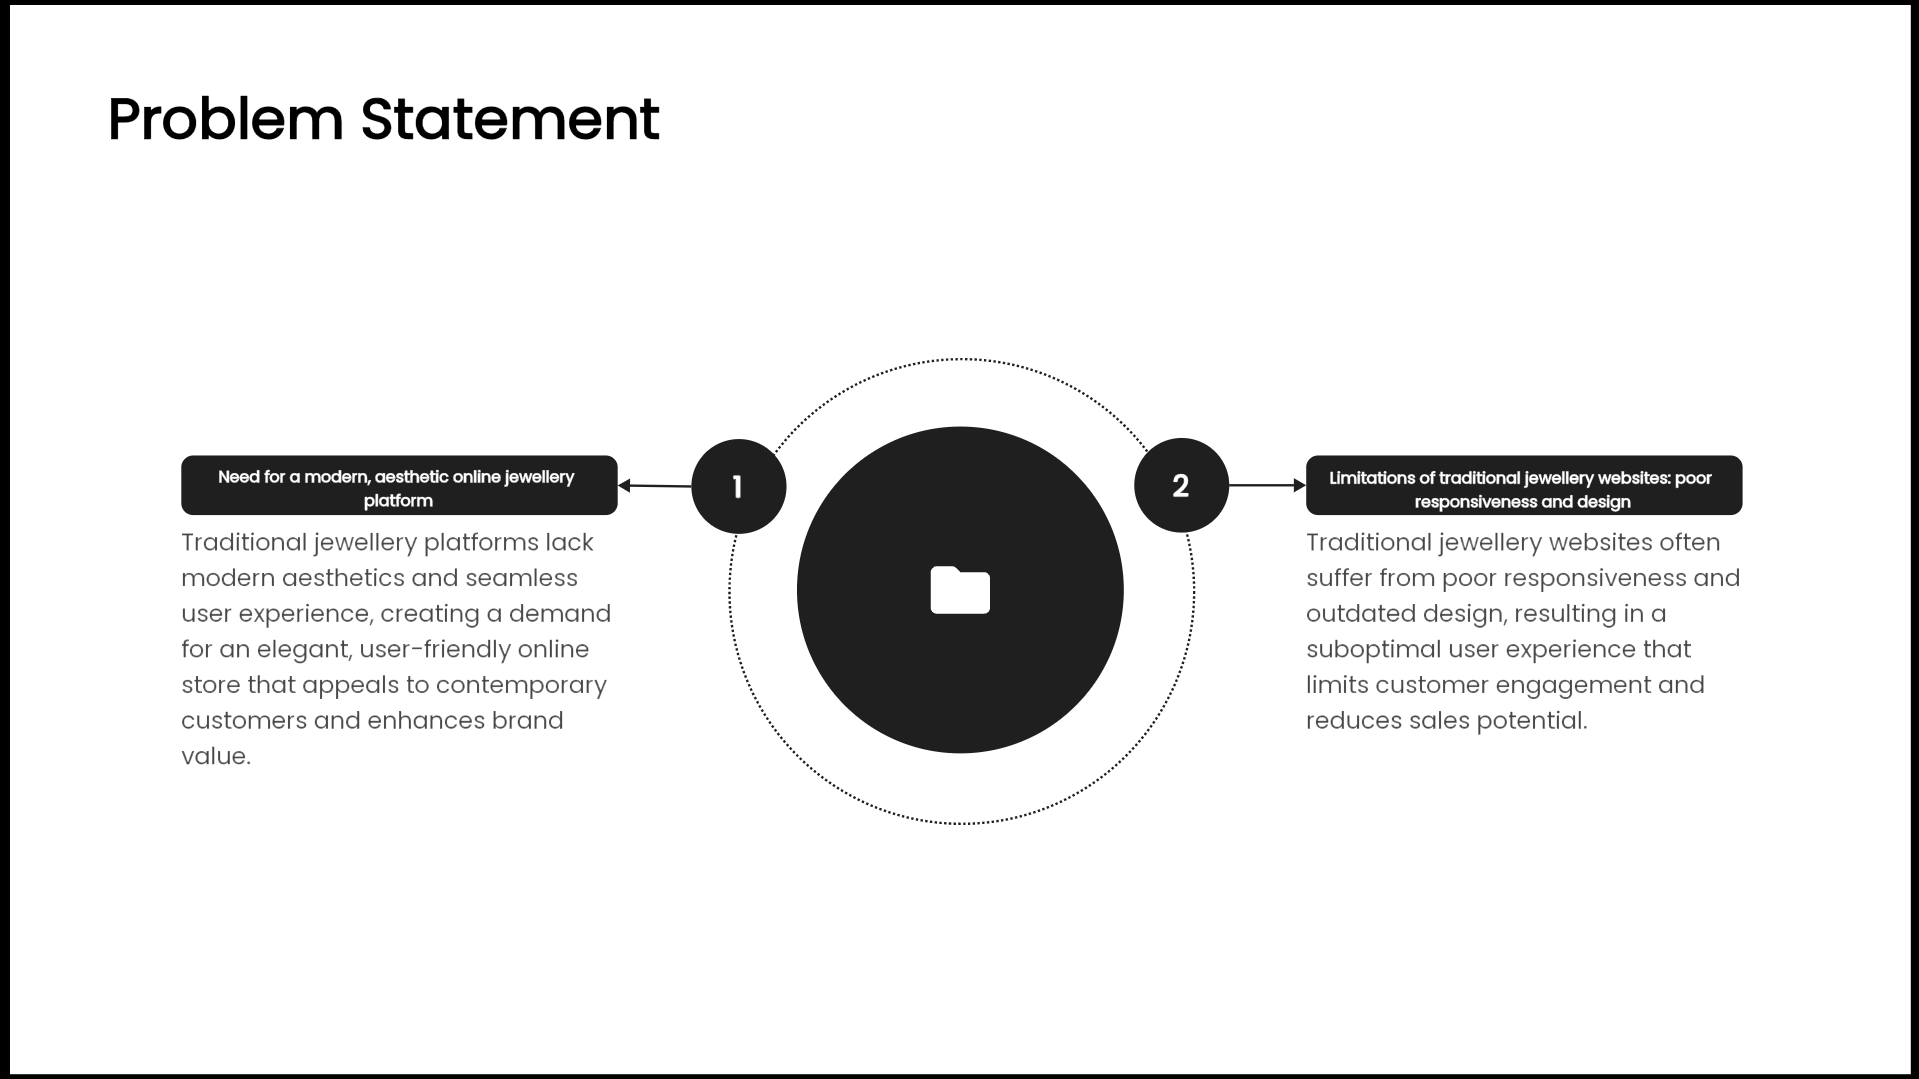 Problem Statement
Need for a modern, aesthetic online jewellery
platform
Traditional jewellery platforms lack
modern aesthetics and seamless
user experience, creating a demand
for an elegant, user-friendly online
store that appeals to contemporary
customers and enhances brand
value.
1
2
Limitations of traditional jewellery websites: poor
responsiveness and design
Traditional jewellery websites often
suffer from poor responsiveness and
outdated design, resulting in a
suboptimal user experience that
limits customer engagement and
reduces sales potential.